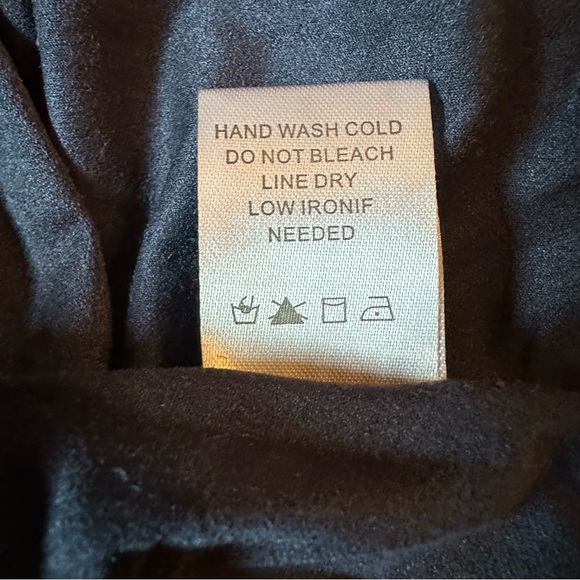 HAND WASH COLD
DO NOT BLEACH
LINE DRY
LOW IRONIF
NEEDED